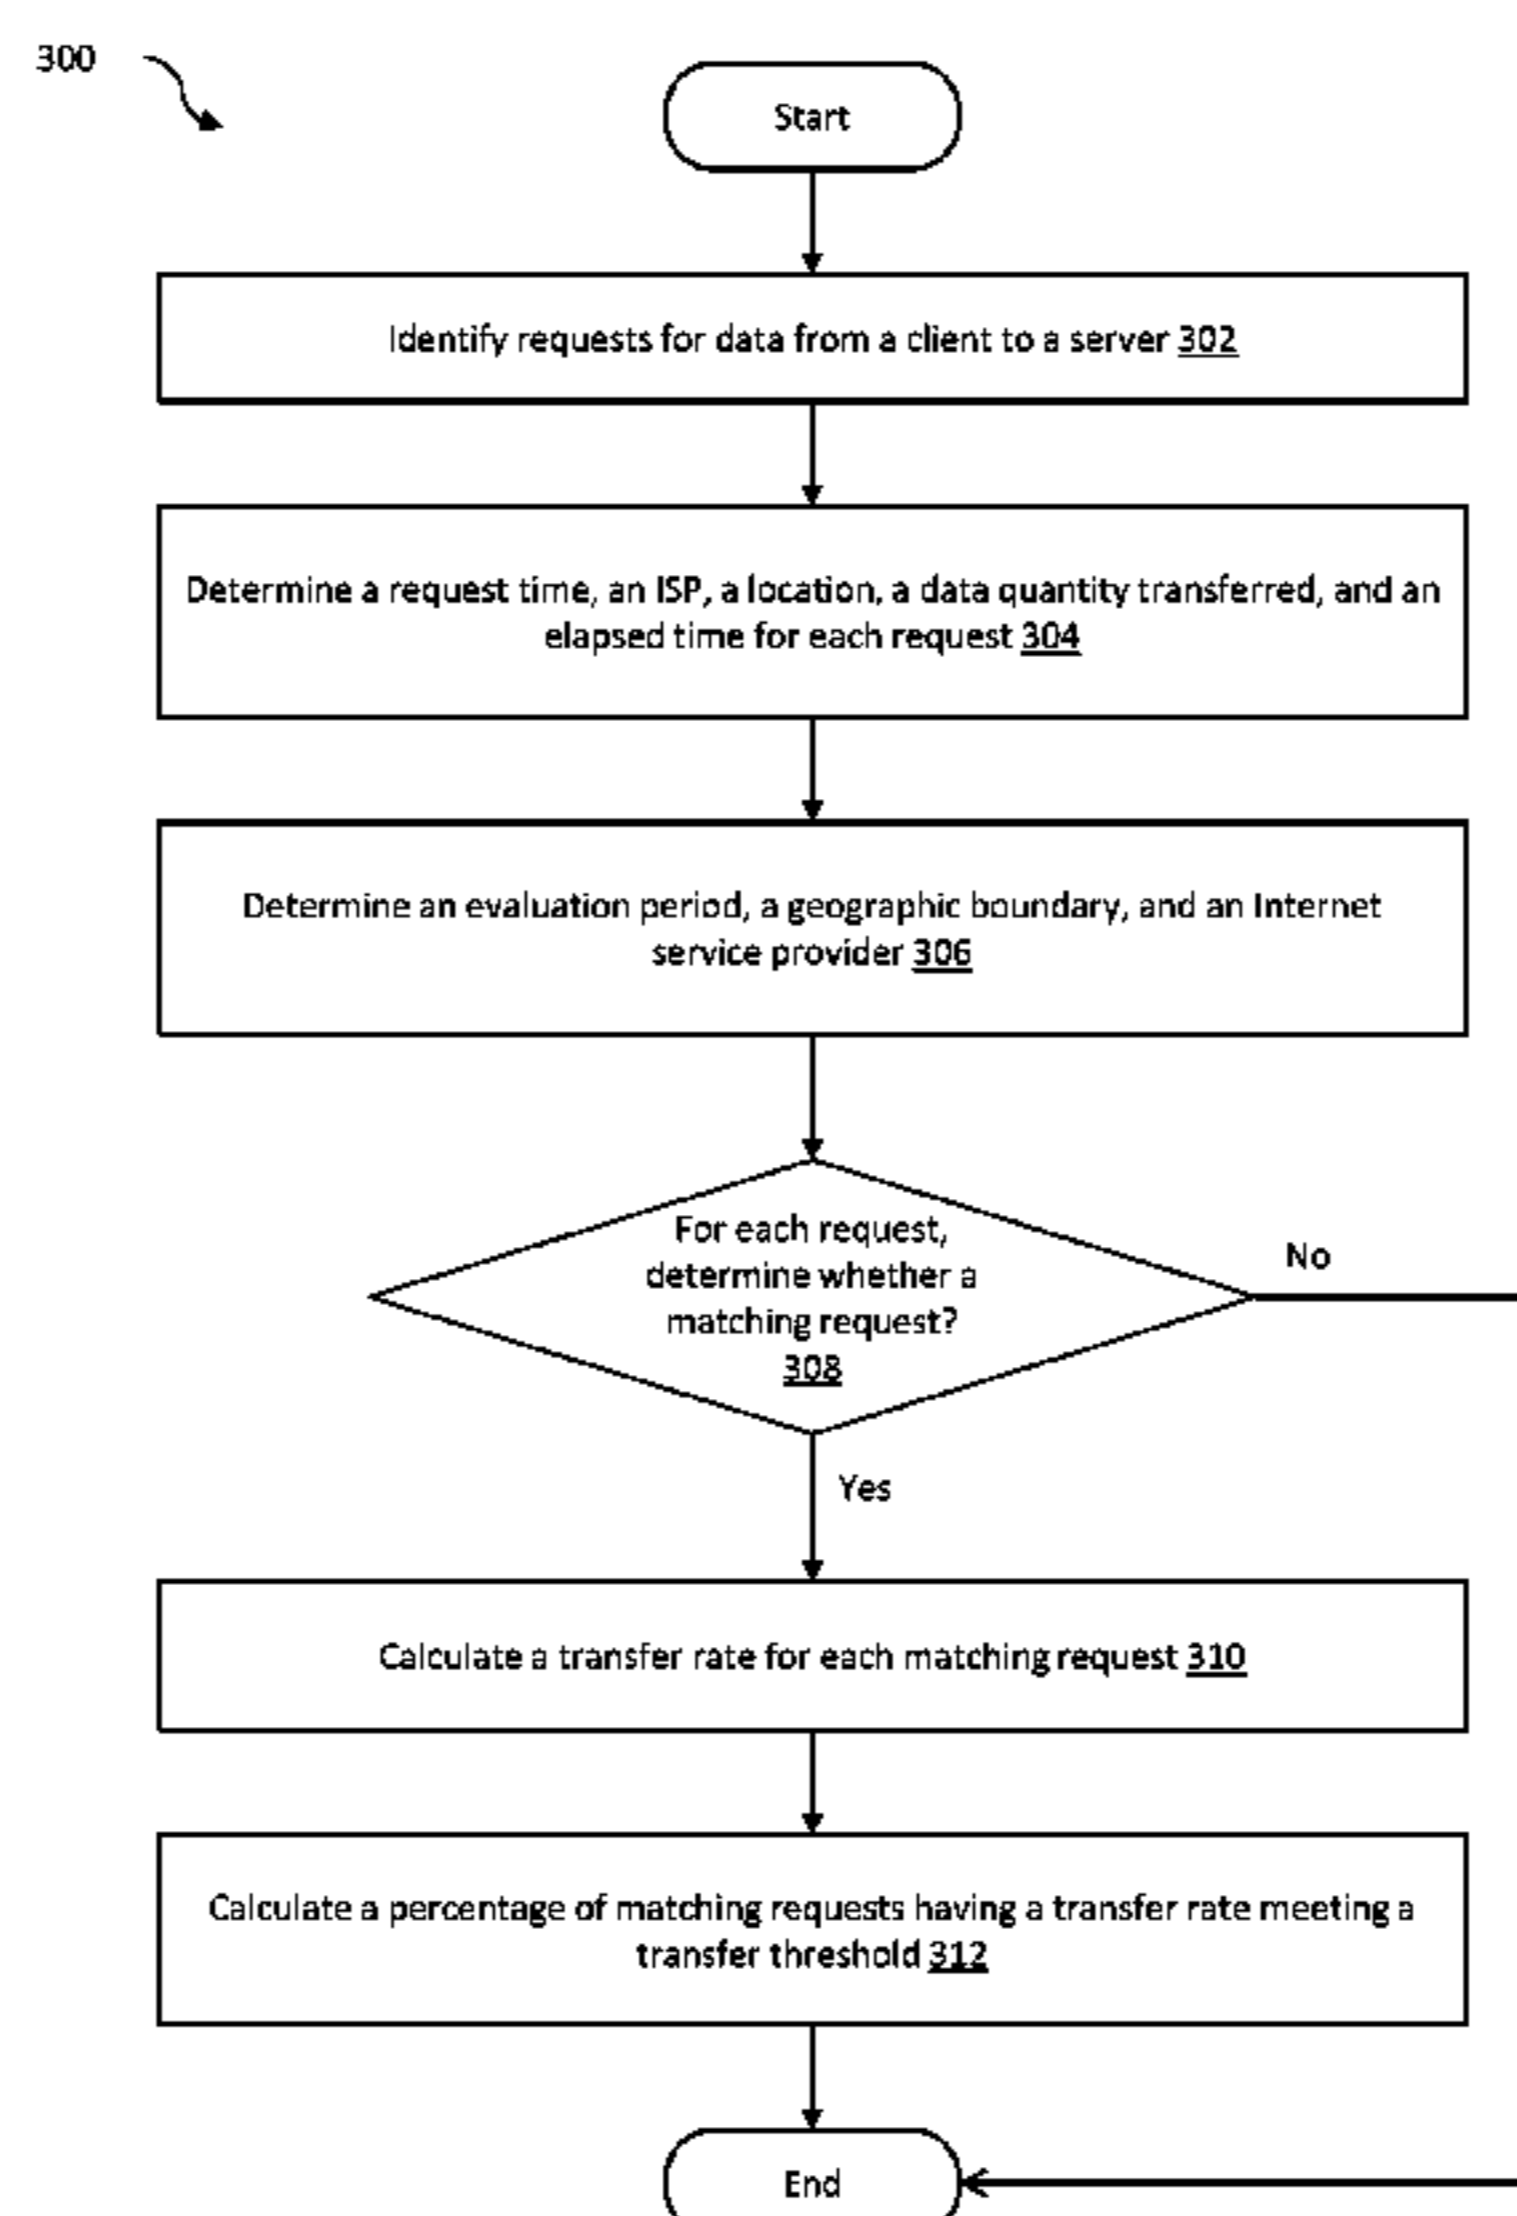 300
Start
Identify requests for data from a client to a server 302
Determine a request time, an ISP, a location, a data quantity transferred, and an
elapsed time for each request 304
Determine an evaluation period, a geographic boundary, and an Internet
service provider 306
For each request,
determine whether a
matching request?
308
No
Yes
Calculate a transfer rate for each matching request 310
Calculate a percentage of matching requests having a transfer rate meeting a
transfer threshold 312
End